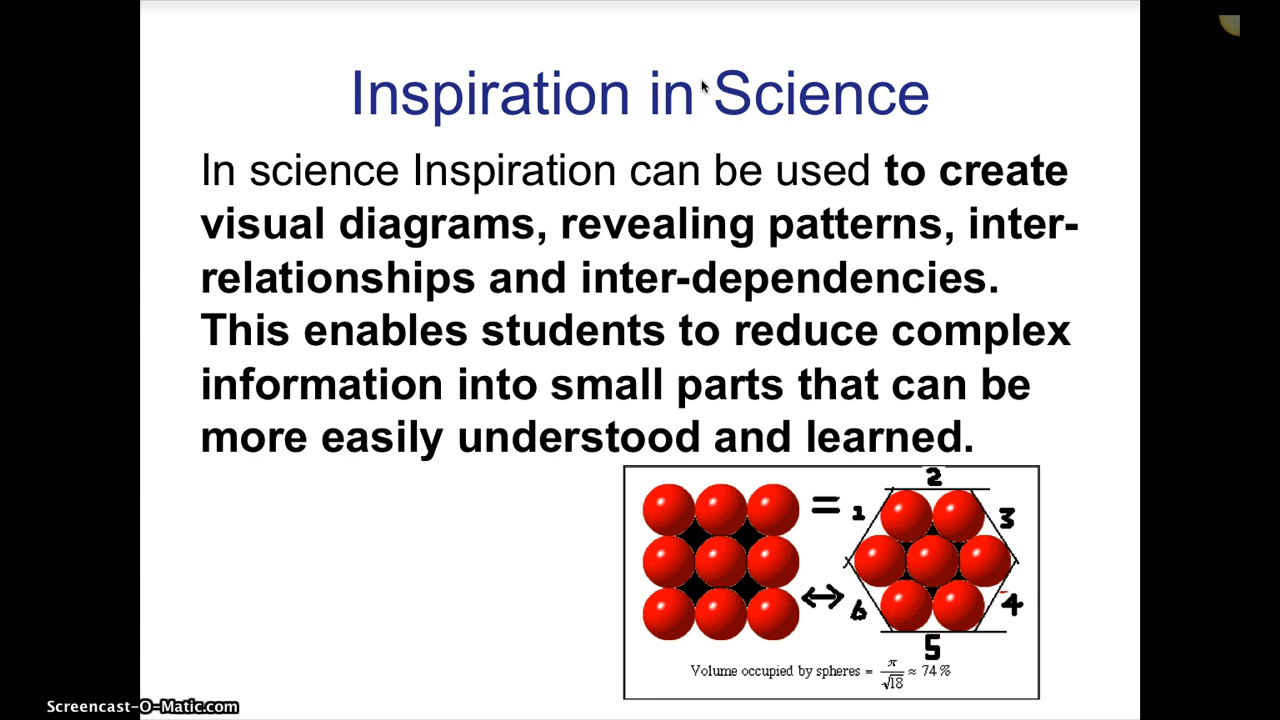 Inspiration in Science
In science Inspiration can be used to create
visual diagrams, revealing patterns, inter-
relationships and inter-dependencies.
This enables students to reduce complex
information into small parts that can be
more easily understood and learned.
2
= 1 3
↔ 6 4
5
Volume occupied by spheres = π/√18 ≈ 74%
Screencast-O-Matic.com